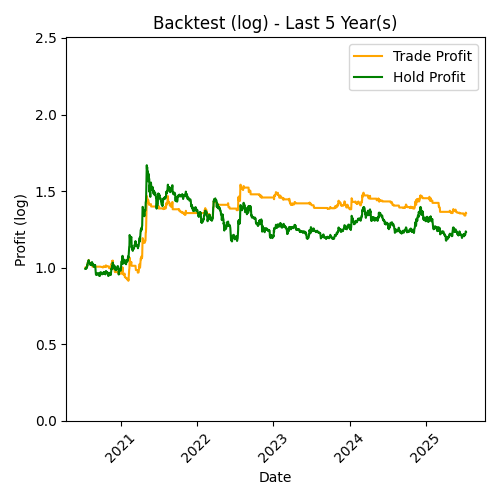 Backtest (log) - Last 5 Year(s)
Trade Profit
Hold Profit
Profit (log)
2.5
2.0
1.5
1.0
0.5
0.0
2021
2022
2023
2024
2025
Date